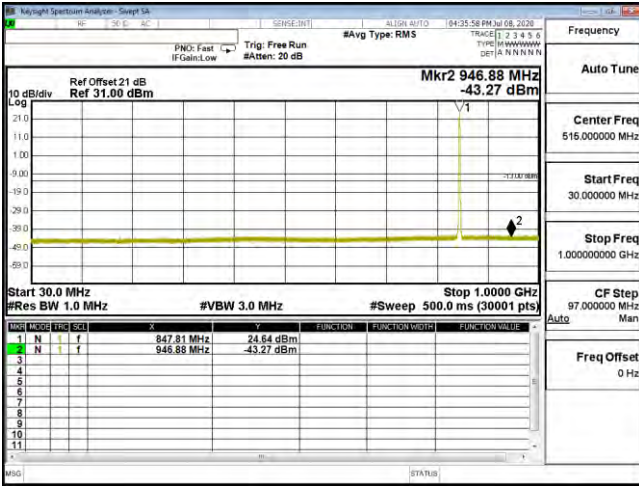 Keysight Spectrum Analyzer - Swept SA
RF 50 Ω AC SENSE:INT ALIGN AUTO 04:35:58 PM Jul 08, 2020
#Avg Type: RMS TRACE 1 2 3 4 5 6
PNO: Fast Trig: Free Run TYPE M WWWWW
IFGain:Low #Atten: 20 dB DET A N N N N N
Mkr2 946.88 MHz
-43.27 dBm
Ref Offset 21 dB
10 dB/div Ref 31.00 dBm
Log
1
21.0
11.0
1.00
-9.00
-13.00 dBm
-19.0
-29.0
-39.0
2
-49.0
-59.0
Start 30.0 MHz Stop 1.0000 GHz
#Res BW 1.0 MHz #VBW 3.0 MHz #Sweep 500.0 ms (30001 pts)
MKR MODE TRC SCL X Y FUNCTION FUNCTION WIDTH FUNCTION VALUE
1 N 1 f 847.81 MHz 24.64 dBm
2 N 1 f 946.88 MHz -43.27 dBm
3
4
5
6
7
8
9
10
11
MSG STATUS
Frequency
Auto Tune
Center Freq
515.000000 MHz
Start Freq
30.000000 MHz
Stop Freq
1.000000000 GHz
CF Step
97.000000 MHz
Auto Man
Freq Offset
0 Hz